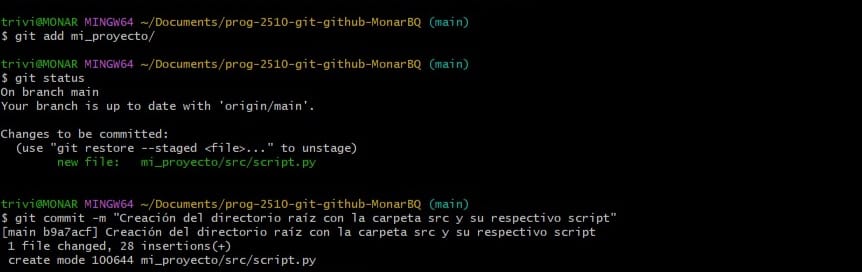 trivi@MONAR MINGW64 ~/Documents/prog-2510-git-github-MonarBQ (main)
$ git add mi_proyecto/
trivi@MONAR MINGW64 ~/Documents/prog-2510-git-github-MonarBQ (main)
$ git status
On branch main
Your branch is up to date with 'origin/main'.
Changes to be committed:
  (use "git restore --staged <file>..." to unstage)
        new file:   mi_proyecto/src/script.py
trivi@MONAR MINGW64 ~/Documents/prog-2510-git-github-MonarBQ (main)
$ git commit -m "Creación del directorio raíz con la carpeta src y su respectivo script"
[main b9a7acf] Creación del directorio raíz con la carpeta src y su respectivo script
 1 file changed, 28 insertions(+)
 create mode 100644 mi_proyecto/src/script.py